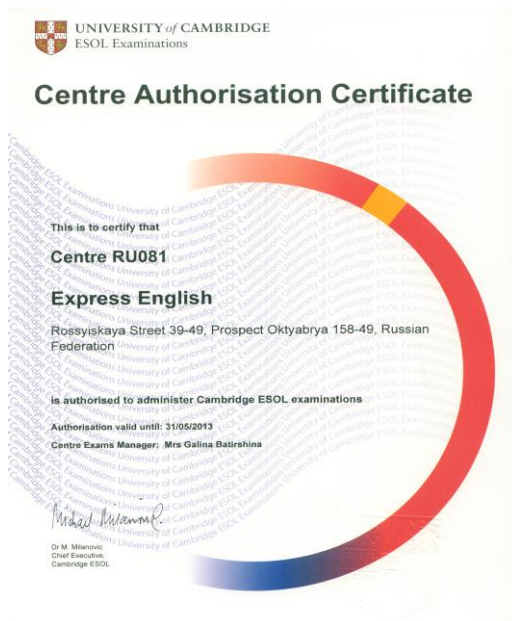 UNIVERSITY of CAMBRIDGE
ESOL Examinations
Centre Authorisation Certificate
This is to certify that
Centre RU081
Express English
Rossyiskaya Street 39-49, Prospect Oktyabrya 158-49, Russian
Federation
is authorised to administer Cambridge ESOL examinations
Authorisation valid until: 31/05/2013
Centre Exams Manager: Mrs Galina Batirshina
Dr M. Milanovic
Chief Executive,
Cambridge ESOL